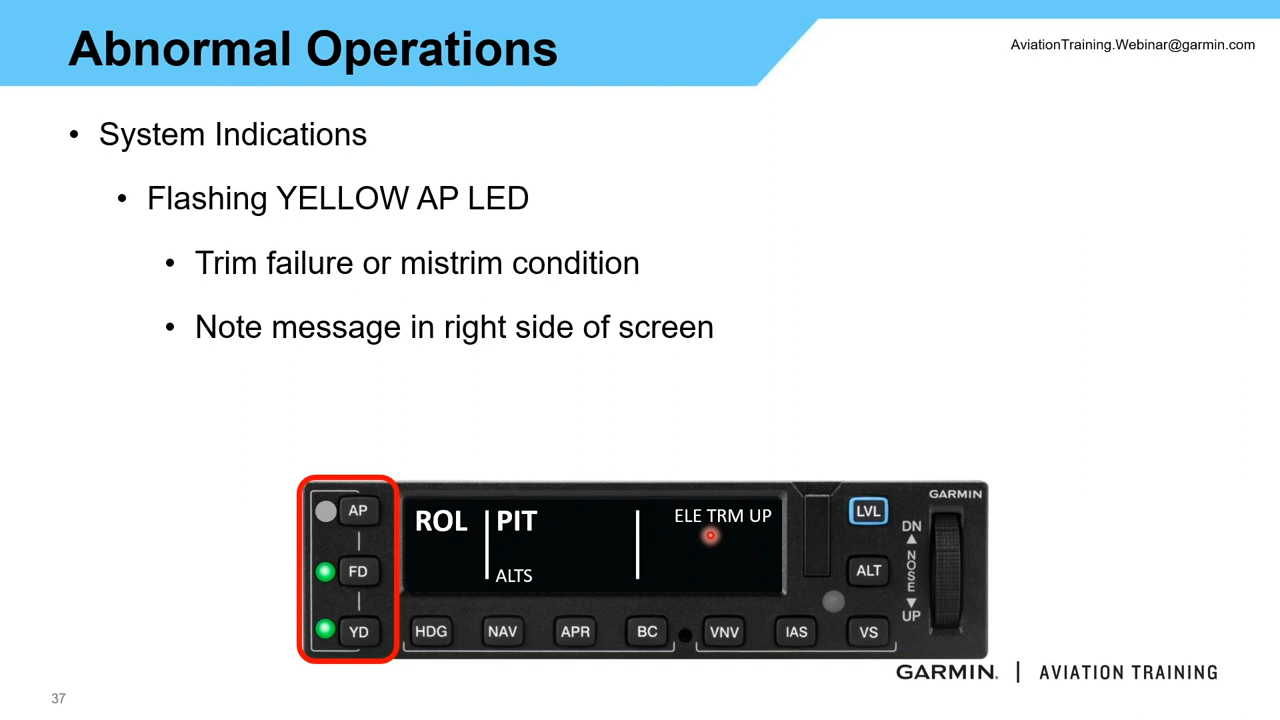 Abnormal Operations
AviationTraining.Webinar@garmin.com
• System Indications
• Flashing YELLOW AP LED
• Trim failure or mistrim condition
• Note message in right side of screen
GARMIN
AP
ROL
PIT
ELE TRM UP
LVL
DN
FD
ALTS
ALT
NOSE
UP
YD
HDG
NAV
APR
BC
VNV
IAS
VS
GARMIN. | AVIATION TRAINING
37